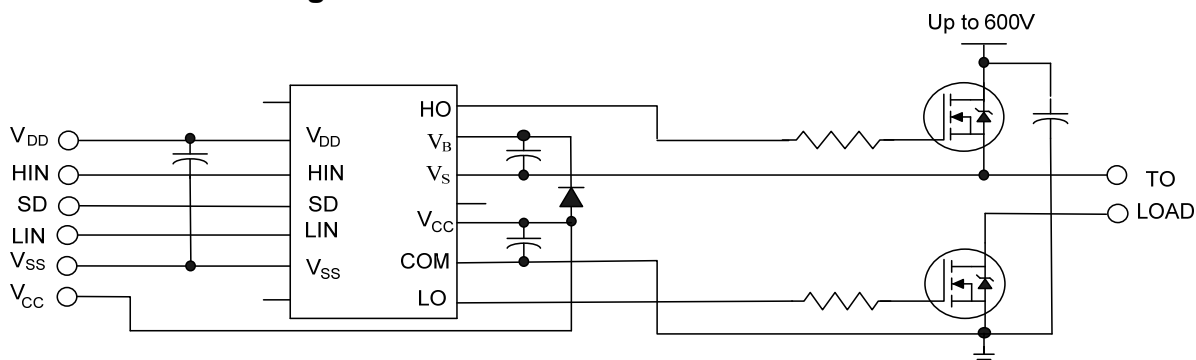 Up to 600V
HO
VDD
VDD
VB
HIN
HIN
VS
TO
SD
SD
LOAD
LIN
LIN
VCC
VSS
VSS
COM
VCC
LO